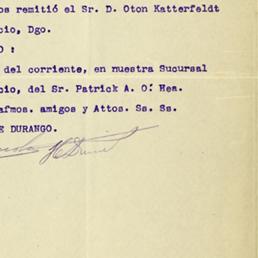 os remitió el Sr. D. Oton Katterfeldt
cio, Dgo.
O :
del corriente, en nuestra Sucursal
cio, del Sr. Patrick A. O'Hea.
afmos. amigos y Attos. Ss. Ss.
E DURANGO.